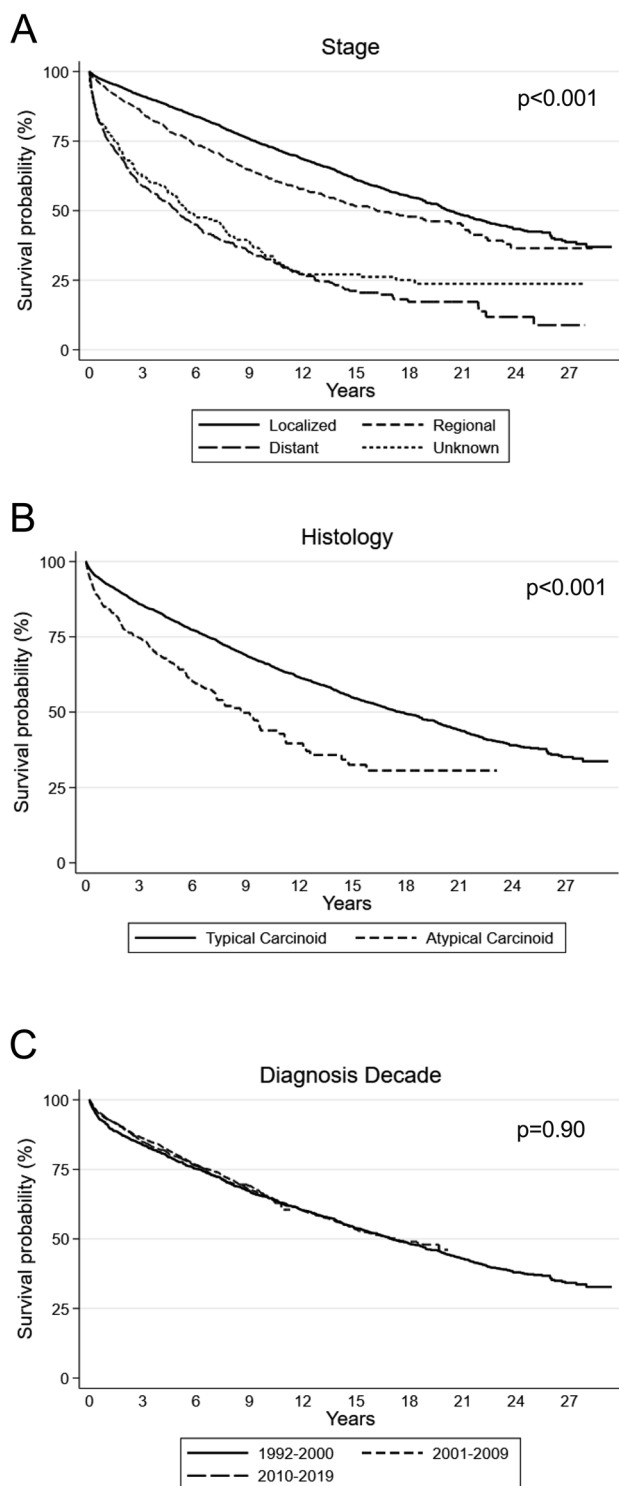 A
Stage
p<0.001
Survival probability (%)
100
75
50
25
0
0 3 6 9 12 15 18 21 24 27
Years
Localized Regional
Distant Unknown
B
Histology
p<0.001
Survival probability (%)
100
75
50
25
0
0 3 6 9 12 15 18 21 24 27
Years
Typical Carcinoid Atypical Carcinoid
C
Diagnosis Decade
p=0.90
Survival probability (%)
100
75
50
25
0
0 3 6 9 12 15 18 21 24 27
Years
1992-2000 2001-2009
2010-2019